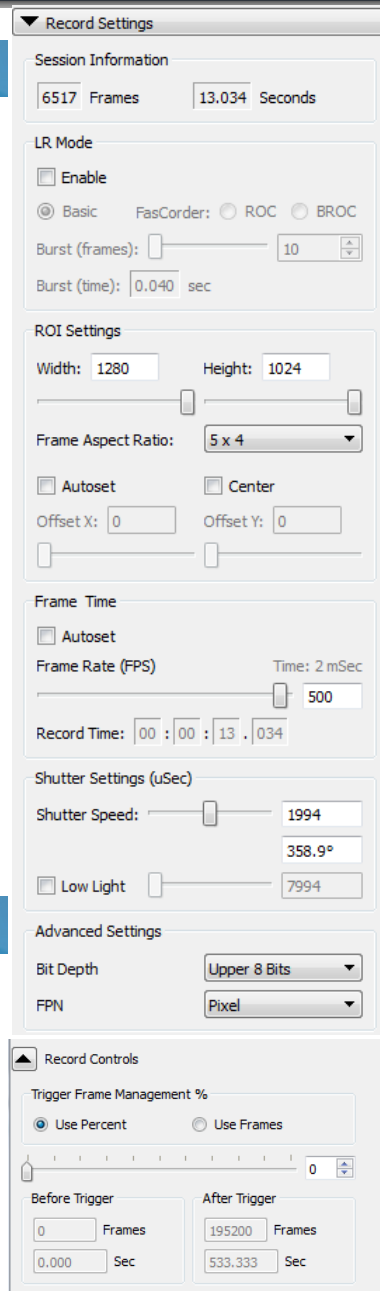 Record Settings
Session Information
6517 Frames 13.034 Seconds
LR Mode
Enable
Basic FasCorder: ROC BROC
Burst (frames): 10
Burst (time): 0.040 sec
ROI Settings
Width: 1280 Height: 1024
Frame Aspect Ratio: 5 x 4
Autoset Center
Offset X: 0 Offset Y: 0
Frame Time
Autoset
Frame Rate (FPS) Time: 2 mSec
500
Record Time: 00 : 00 : 13 . 034
Shutter Settings (uSec)
Shutter Speed: 1994
358.9°
Low Light 7994
Advanced Settings
Bit Depth Upper 8 Bits
FPN Pixel
Record Controls
Trigger Frame Management %
Use Percent Use Frames
0
Before Trigger After Trigger
0 Frames 195200 Frames
0.000 Sec 533.333 Sec